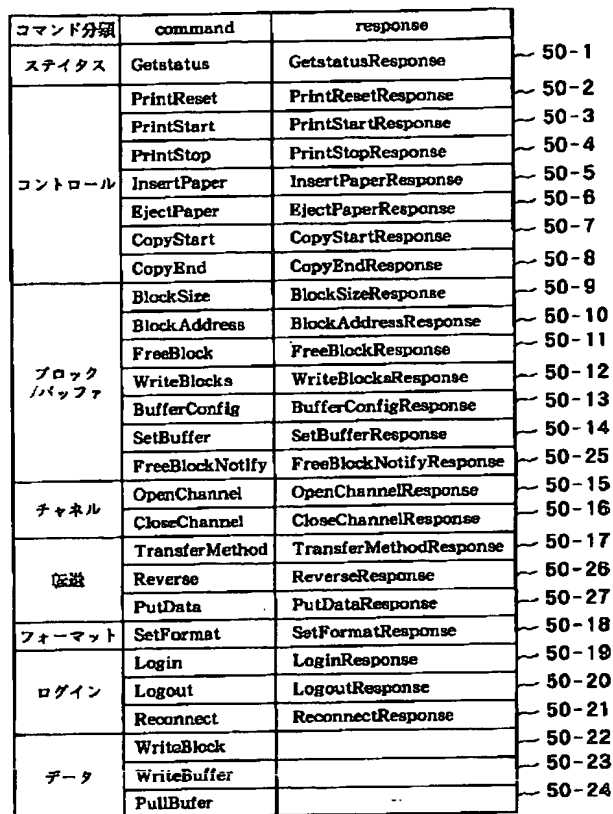 コマンド分類 command response
ステイタス Getstatus GetstatusResponse 50-1
コントロール PrintReset PrintResetResponse 50-2
PrintStart PrintStartResponse 50-3
PrintStop PrintStopResponse 50-4
InsertPaper InsertPaperResponse 50-5
EjectPaper EjectPaperResponse 50-6
CopyStart CopyStartResponse 50-7
CopyEnd CopyEndResponse 50-8
ブロック
/バッファ
BlockSize BlockSizeResponse 50-9
BlockAddress BlockAddressResponse 50-10
FreeBlock FreeBlockResponse 50-11
WriteBlocks WriteBlocksResponse 50-12
BufferConfig BufferConfigResponse 50-13
SetBuffer SetBufferResponse 50-14
FreeBlockNotify FreeBlockNotifyResponse 50-25
チャネル OpenChannel OpenChannelResponse 50-15
CloseChannel CloseChannelResponse 50-16
転送 TransferMethod TransferMethodResponse 50-17
Reverse ReverseResponse 50-26
PutData PutDataResponse 50-27
フォーマット SetFormat SetFormatResponse 50-18
ログイン Login LoginResponse 50-19
Logout LogoutResponse 50-20
Reconnect ReconnectResponse 50-21
データ WriteBlock 50-22
WriteBuffer 50-23
PullBufer 50-24